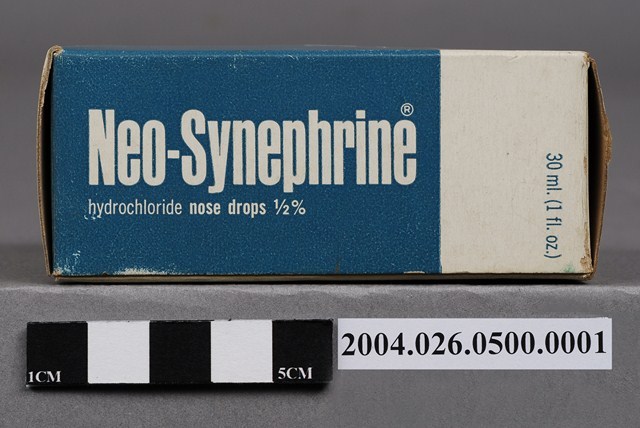 Neo-Synephrine®
hydrochloride nose drops ½%
30 ml. (1 fl. oz.)
1CM
5CM
2004.026.0500.0001